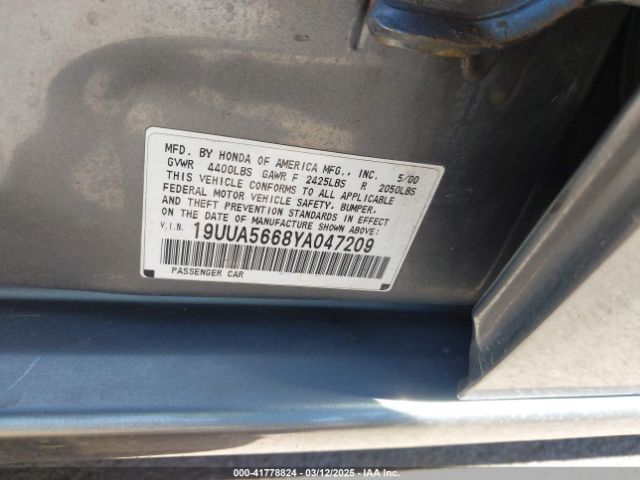 MFD. BY HONDA OF AMERICA MFG., INC. 5/00
GVWR 4400LBS GAWR F 2425LBS R 2050LBS
THIS VEHICLE CONFORMS TO ALL APPLICABLE
FEDERAL MOTOR VEHICLE SAFETY, BUMPER,
AND THEFT PREVENTION STANDARDS IN EFFECT
ON THE DATE OF MANUFACTURE SHOWN ABOVE:
V.I.N. 19UUA5668YA047209
PASSENGER CAR
000-41778824 | 03/12/2025 | IAA Inc.